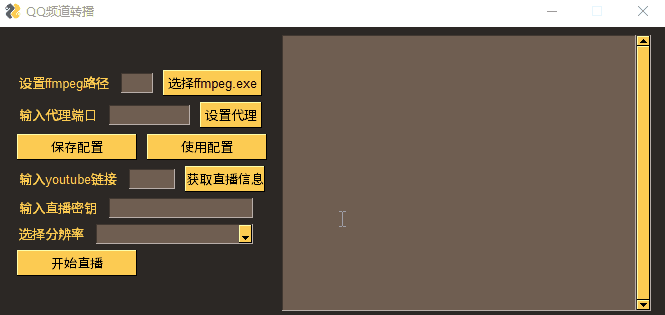 QQ频道转播
设置ffmpeg路径 选择ffmpeg.exe
输入代理端口 设置代理
保存配置 使用配置
输入youtube链接 获取直播信息
输入直播密钥
选择分辨率
开始直播